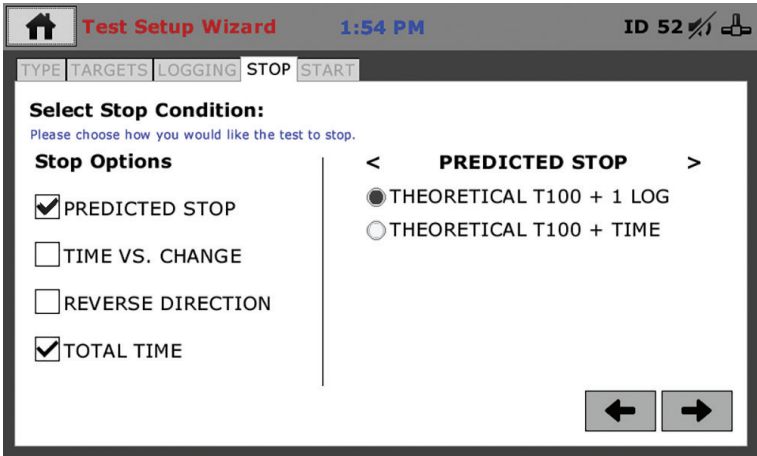 Test Setup Wizard 1:54 PM ID 52
TYPE TARGETS LOGGING STOP START
Select Stop Condition:
Please choose how you would like the test to stop.
Stop Options
PREDICTED STOP
TIME VS. CHANGE
REVERSE DIRECTION
TOTAL TIME
< PREDICTED STOP >
THEORETICAL T100 + 1 LOG
THEORETICAL T100 + TIME